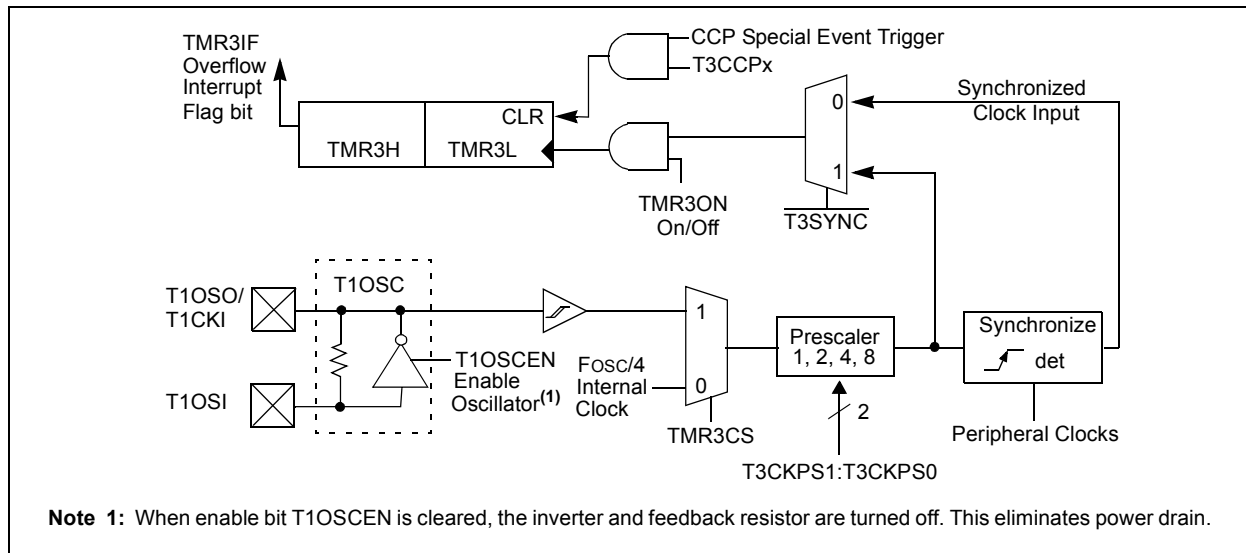 TMR3IF
Overflow
Interrupt
Flag bit
CCP Special Event Trigger
T3CCPx
CLR
TMR3H
TMR3L
TMR3ON
On/Off
0
1
T3SYNC
Synchronized
Clock Input
T1OSO/
T1CKI
T1OSC
T1OSI
T1OSCEN
Enable
Oscillator(1)
FOSC/4
Internal
Clock
1
0
TMR3CS
Prescaler
1, 2, 4, 8
2
T3CKPS1:T3CKPS0
Synchronize
det
Peripheral Clocks
Note 1: When enable bit T1OSCEN is cleared, the inverter and feedback resistor are turned off. This eliminates power drain.